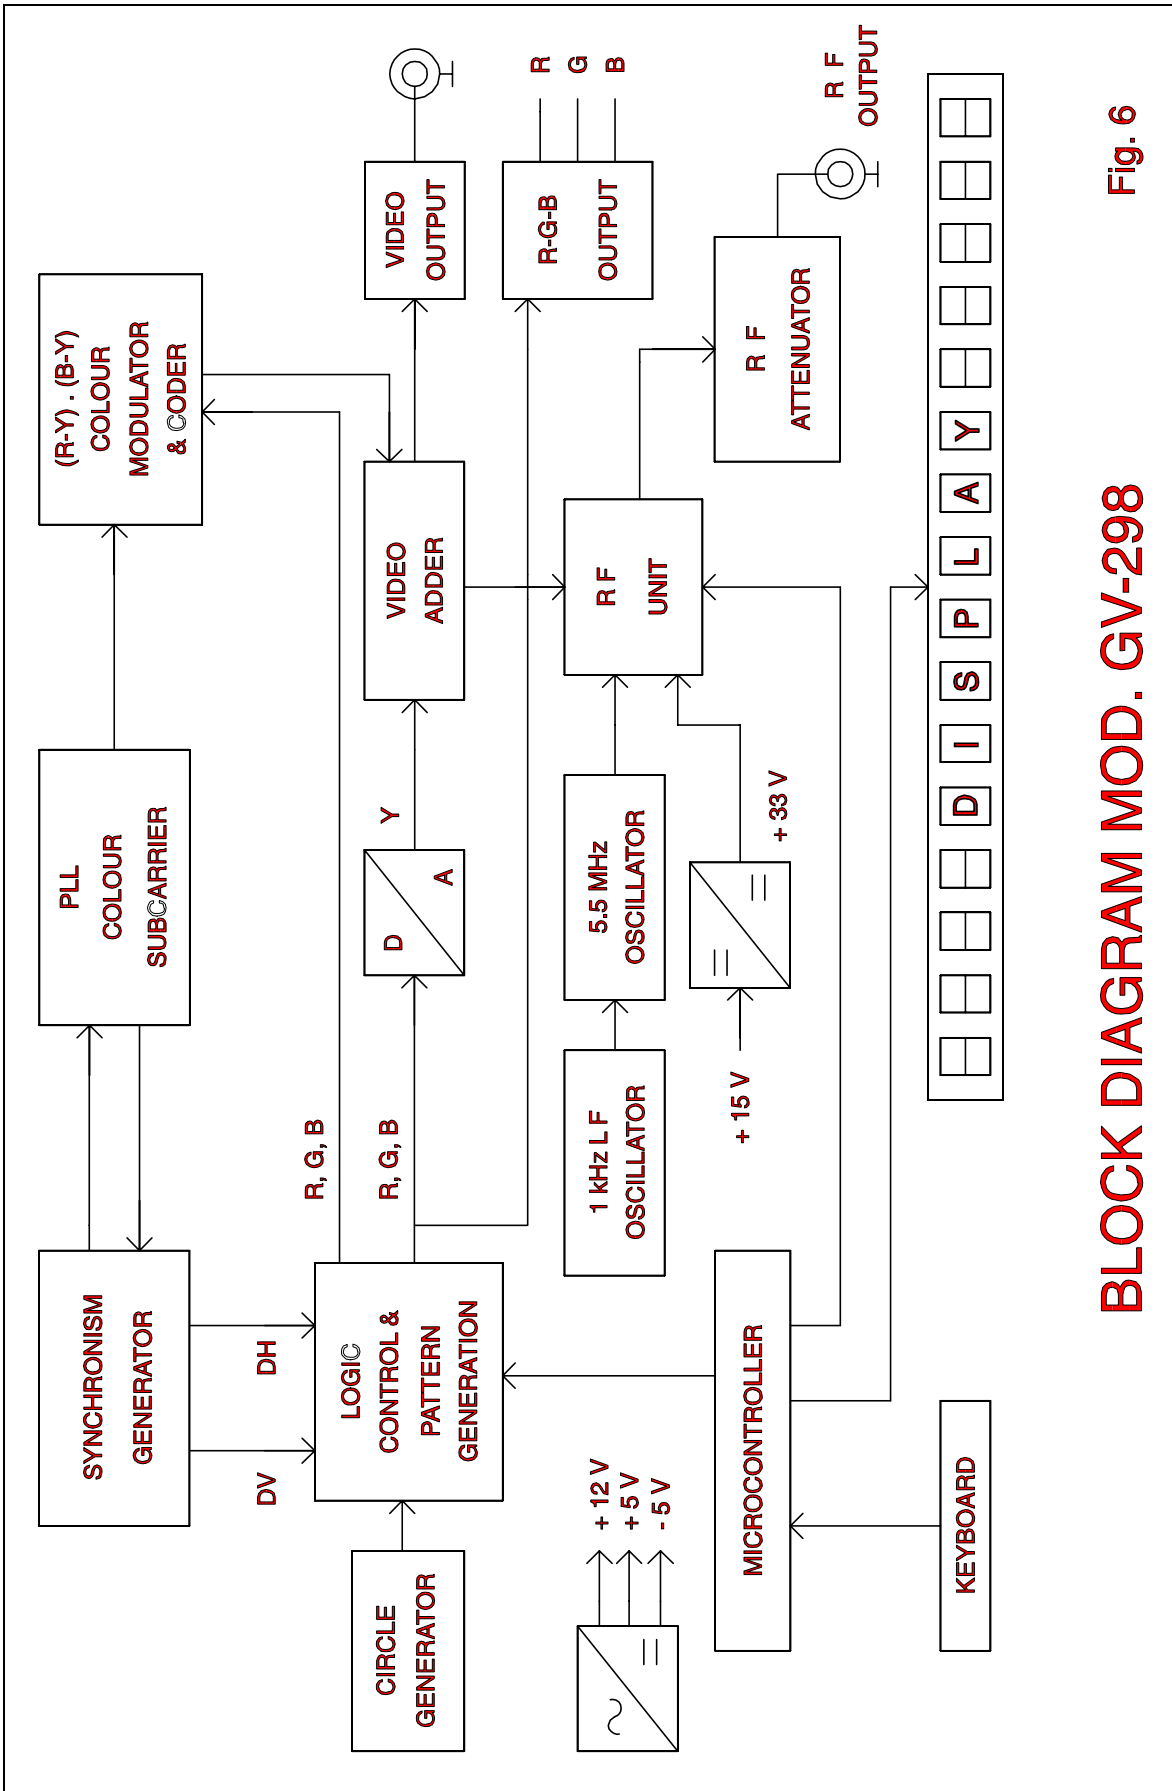 SYNCHRONISM
GENERATOR
PLL
COLOUR
SUBCARRIER
(R-Y) . (B-Y)
COLOUR
MODULATOR
& CODER
DV
DH
R, G, B
R, G, B
CIRCLE
GENERATOR
LOGIC
CONTROL &
PATTERN
GENERATION
D
A
Y
VIDEO
ADDER
VIDEO
OUTPUT
R-G-B
OUTPUT
R
G
B
+ 12 V
+ 5 V
- 5 V
1 kHz L F
OSCILLATOR
5.5 MHz
OSCILLATOR
R F
UNIT
+ 15 V
+ 33 V
R F
ATTENUATOR
R F
OUTPUT
MICROCONTROLLER
KEYBOARD
D I S P L A Y
BLOCK DIAGRAM MOD. GV-298
Fig. 6